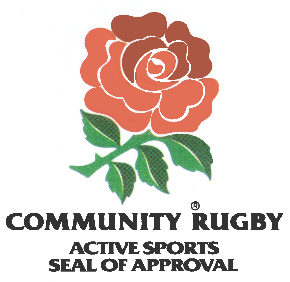 COMMUNITY RUGBY®
ACTIVE SPORTS
SEAL OF APPROVAL